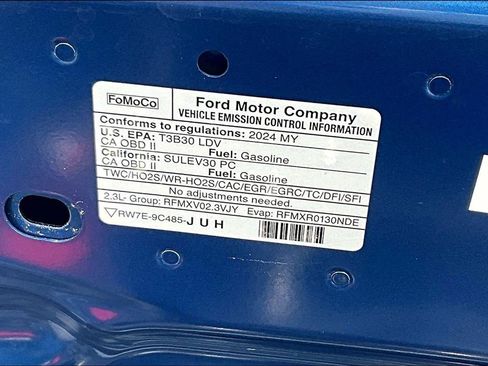 FoMoCo
Ford Motor Company
VEHICLE EMISSION CONTROL INFORMATION
Conforms to regulations: 2024 MY
U.S. EPA: T3B30 LDV
CA OBD II Fuel: Gasoline
California: SULEV30 PC
CA OBD II Fuel: Gasoline
TWC/HO2S/WR-HO2S/CAC/EGR/EGRC/TC/DFI/SFI
No adjustments needed.
2.3L- Group: RFMXV02.3VJY Evap: RFMXR0130NDE
RW7E-9C485-JUH